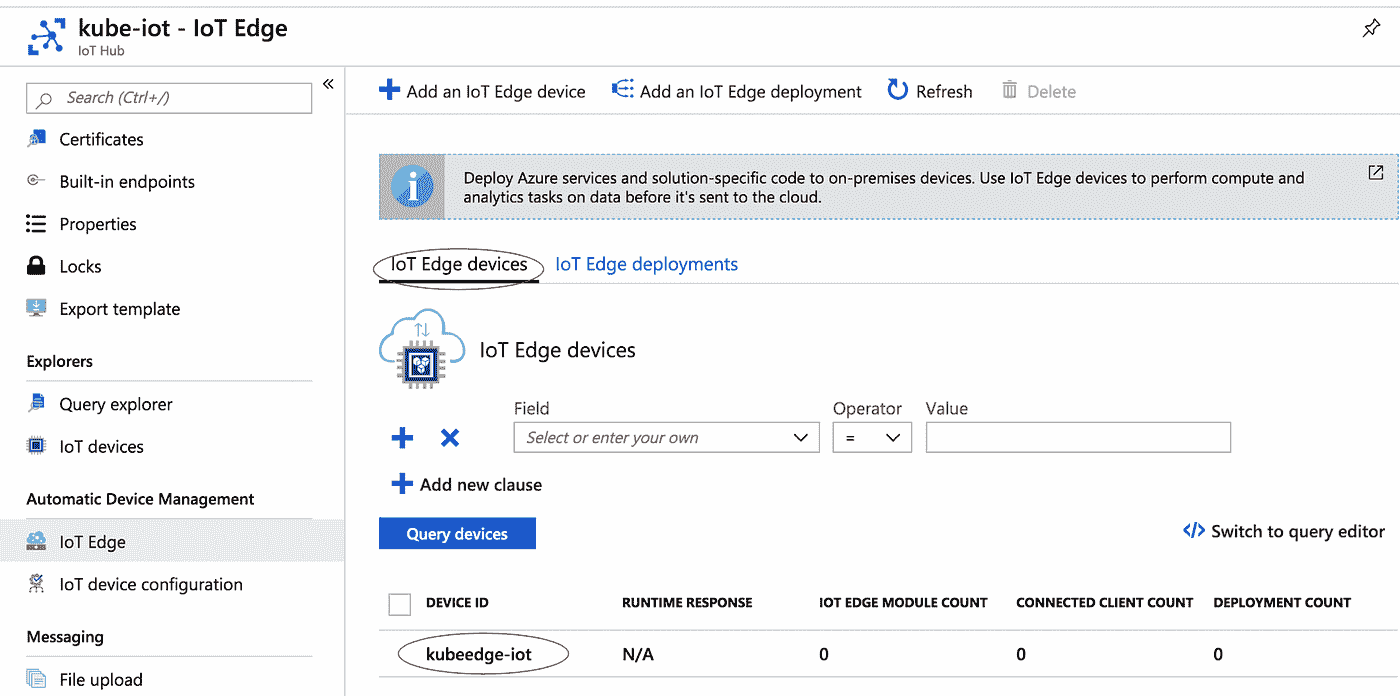 kube-iot - IoT Edge
IoT Hub
Search (Ctrl+/)
«
Certificates
Built-in endpoints
Properties
Locks
Export template
Explorers
Query explorer
IoT devices
Automatic Device Management
IoT Edge
IoT device configuration
Messaging
File upload
Add an IoT Edge device Add an IoT Edge deployment Refresh Delete
Deploy Azure services and solution-specific code to on-premises devices. Use IoT Edge devices to perform compute and
analytics tasks on data before it's sent to the cloud.
IoT Edge devices IoT Edge deployments
IoT Edge devices
Field Operator Value
Select or enter your own =
Add new clause
Query devices </> Switch to query editor
DEVICE ID RUNTIME RESPONSE IOT EDGE MODULE COUNT CONNECTED CLIENT COUNT DEPLOYMENT COUNT
kubeedge-iot N/A 0 0 0